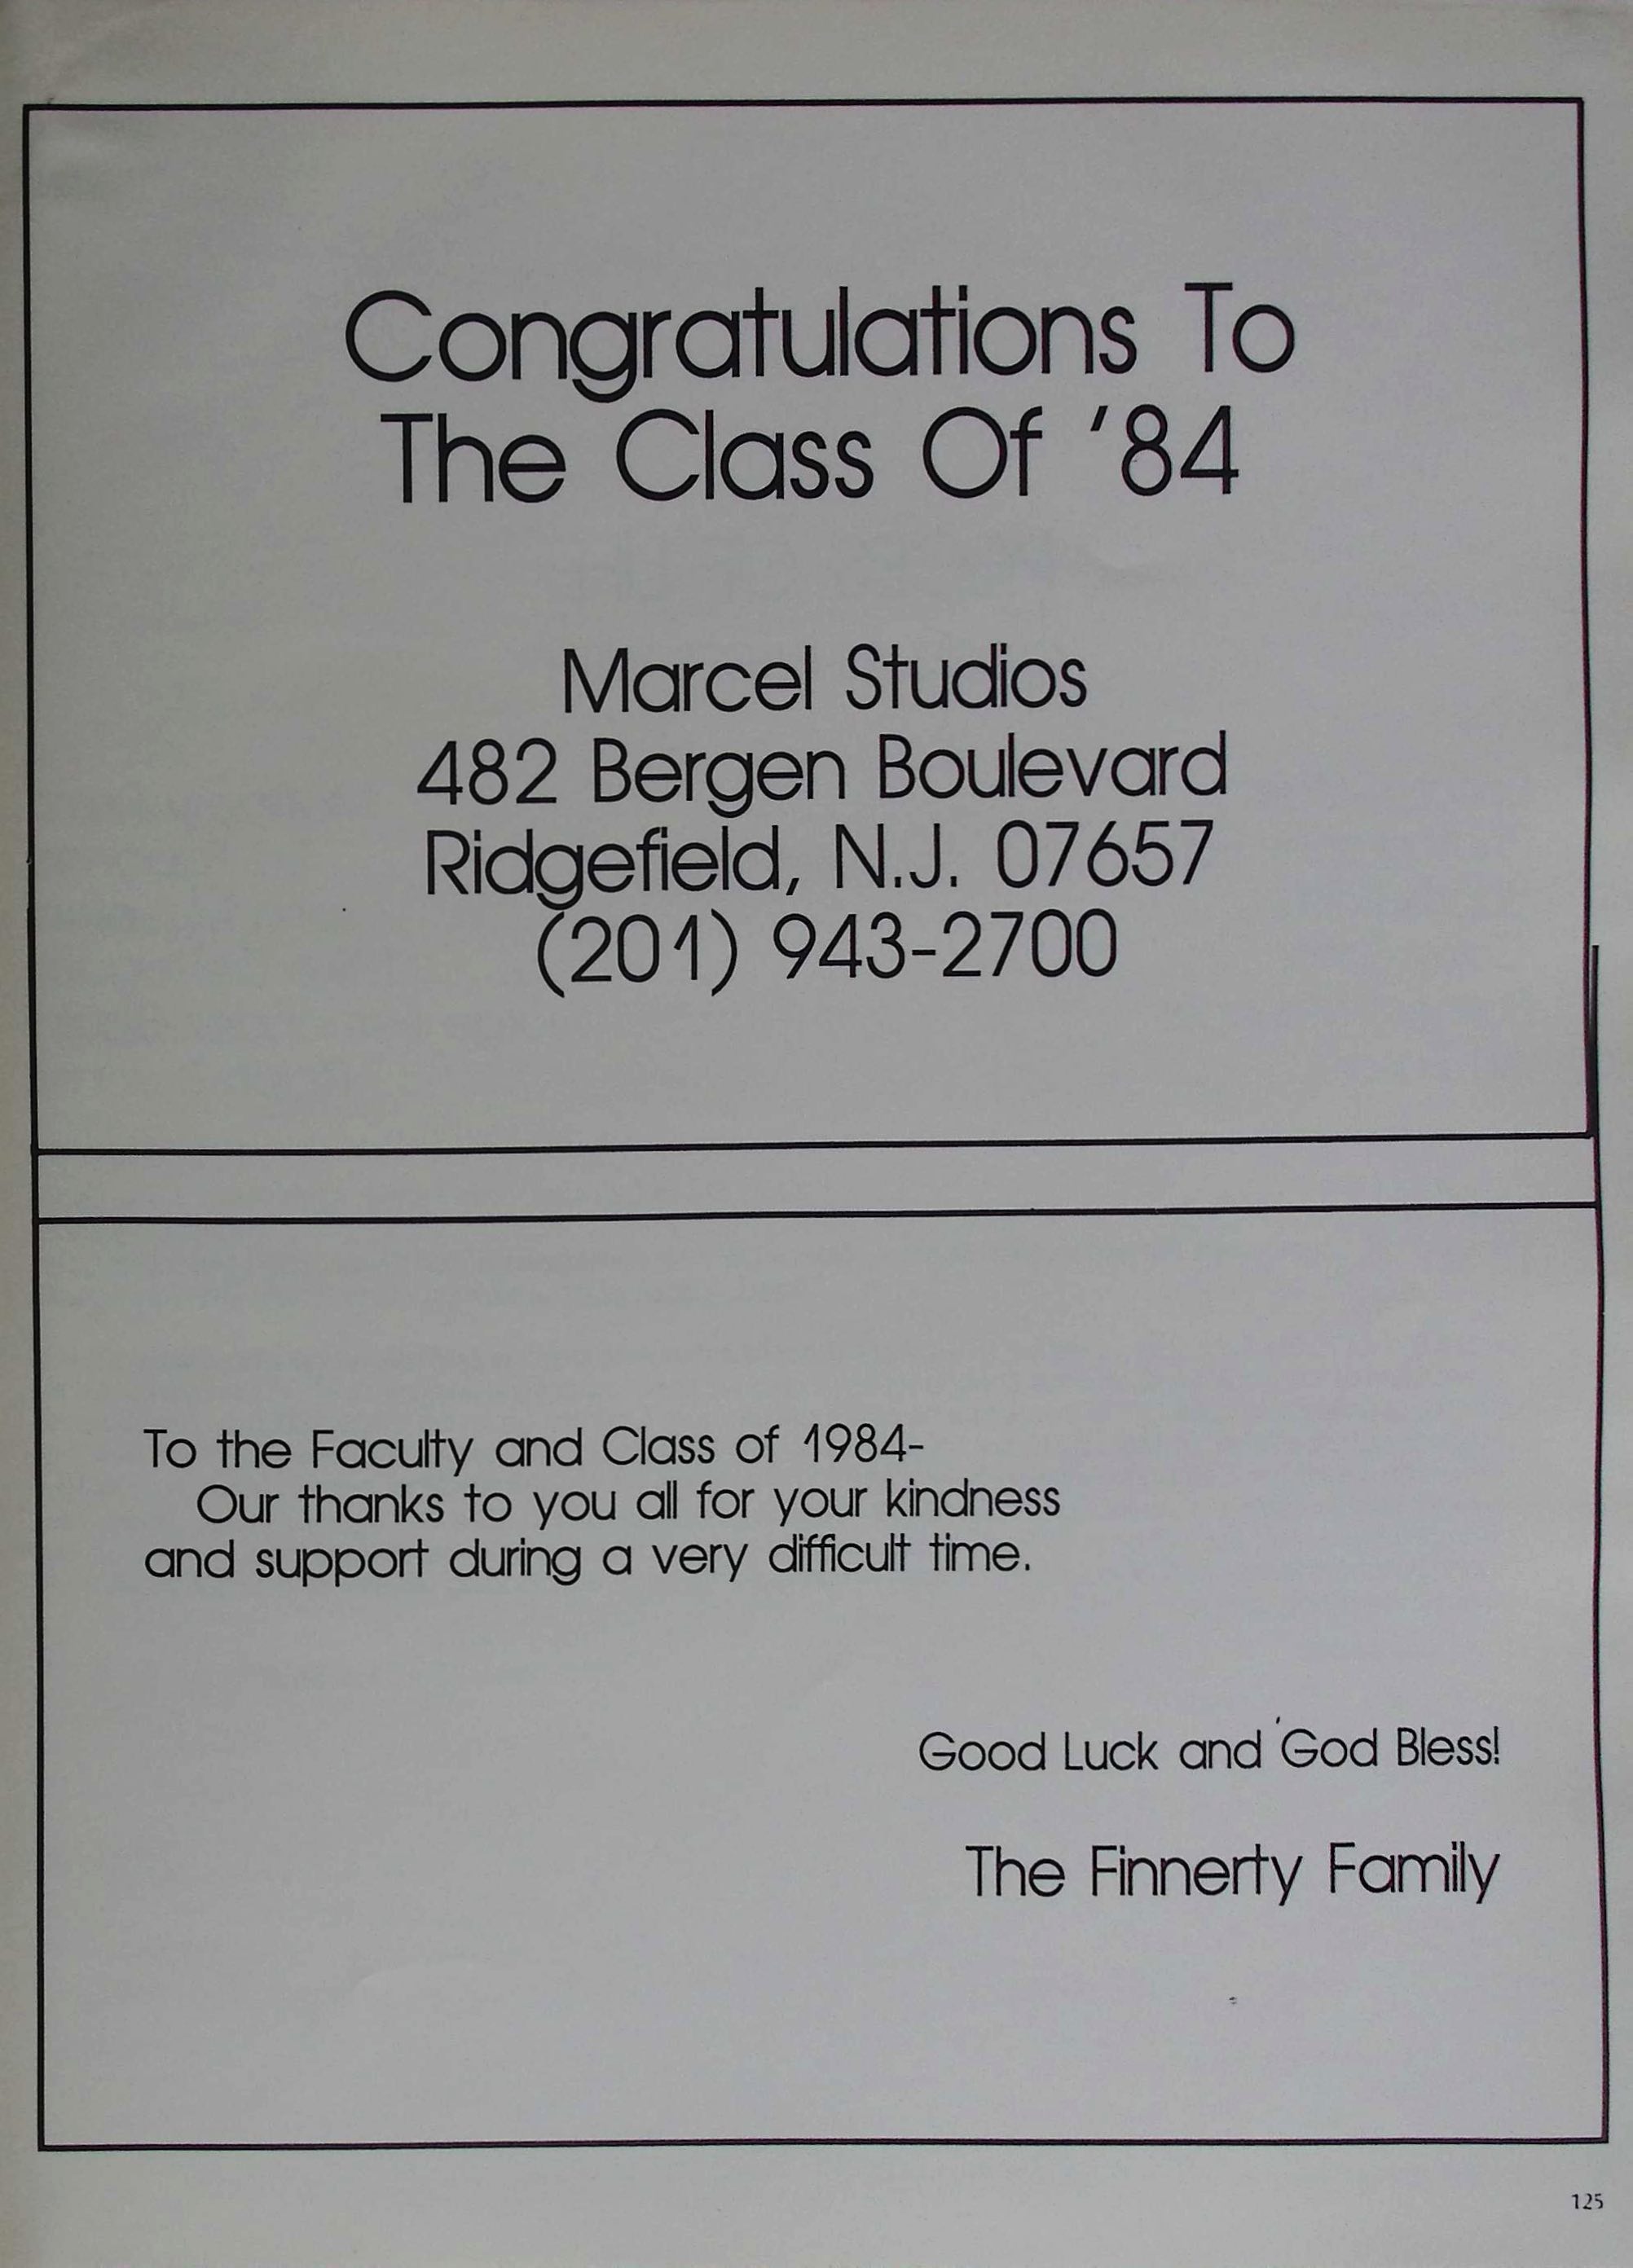 Congratulations To
The Class Of '84
Marcel Studios
482 Bergen Boulevard
Ridgefield, N.J. 07657
(201) 943-2700
To the Faculty and Class of 1984-
Our thanks to you all for your kindness
and support during a very difficult time.
Good Luck and God Bless!
The Finnerty Family
125